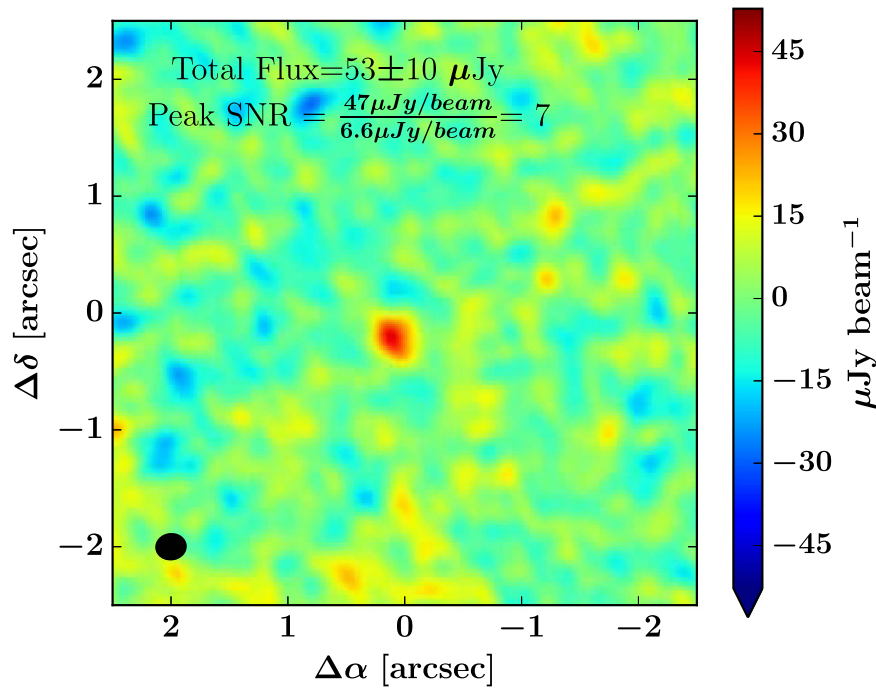 Total Flux=53±10 μJy
Peak SNR = 47μJy/beam / 6.6μJy/beam = 7
2
1
0
−1
−2
Δδ [arcsec]
2 1 0 −1 −2
Δα [arcsec]
45
30
15
0
−15
−30
−45
μJy beam⁻¹